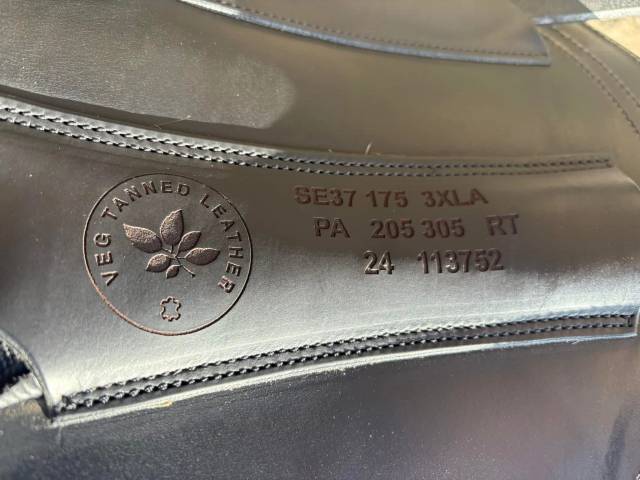 VEG TANNED LEATHER
SE37 175 3XLA
PA 205 305 RT
24 113752